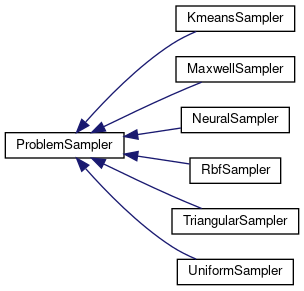 KmeansSampler
MaxwellSampler
NeuralSampler
ProblemSampler
RbfSampler
TriangularSampler
UniformSampler